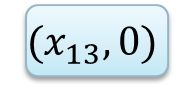 (x₁₃, 0)